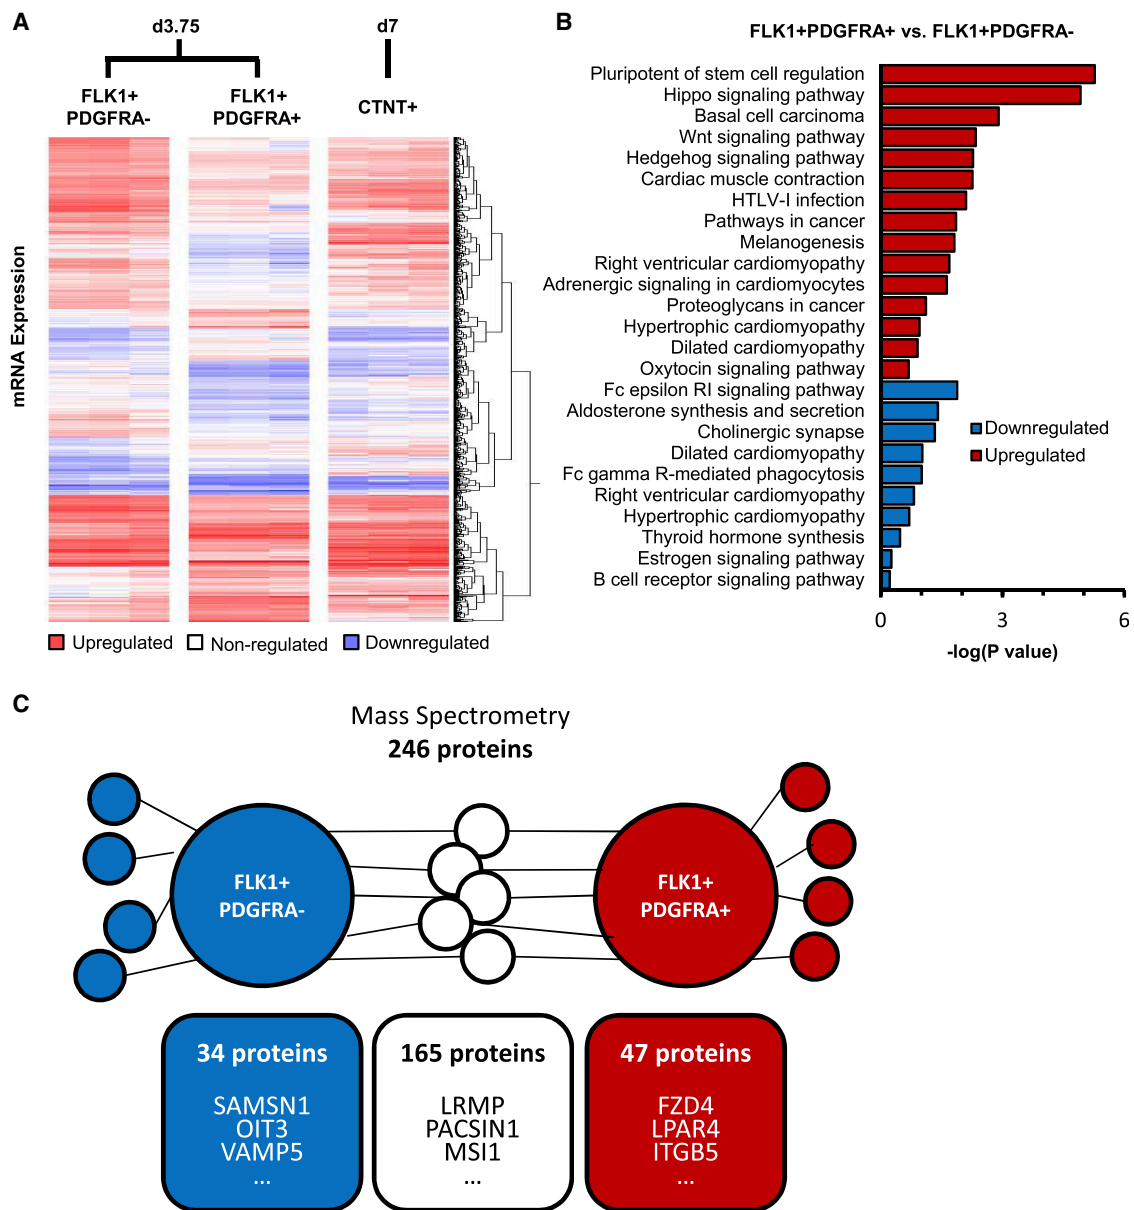 A
d3.75
d7
FLK1+
PDGFRA-
FLK1+
PDGFRA+
CTNT+
mRNA Expression
Upregulated
Non-regulated
Downregulated
B
FLK1+PDGFRA+ vs. FLK1+PDGFRA-
Pluripotent of stem cell regulation
Hippo signaling pathway
Basal cell carcinoma
Wnt signaling pathway
Hedgehog signaling pathway
Cardiac muscle contraction
HTLV-I infection
Pathways in cancer
Melanogenesis
Right ventricular cardiomyopathy
Adrenergic signaling in cardiomyocytes
Proteoglycans in cancer
Hypertrophic cardiomyopathy
Dilated cardiomyopathy
Oxytocin signaling pathway
Fc epsilon RI signaling pathway
Aldosterone synthesis and secretion
Cholinergic synapse
Dilated cardiomyopathy
Fc gamma R-mediated phagocytosis
Right ventricular cardiomyopathy
Hypertrophic cardiomyopathy
Thyroid hormone synthesis
Estrogen signaling pathway
B cell receptor signaling pathway
Downregulated
Upregulated
0 3 6
-log(P value)
C
Mass Spectrometry
246 proteins
FLK1+
PDGFRA-
FLK1+
PDGFRA+
34 proteins
SAMSN1
OIT3
VAMP5
...
165 proteins
LRMP
PACSIN1
MSI1
...
47 proteins
FZD4
LPAR4
ITGB5
...